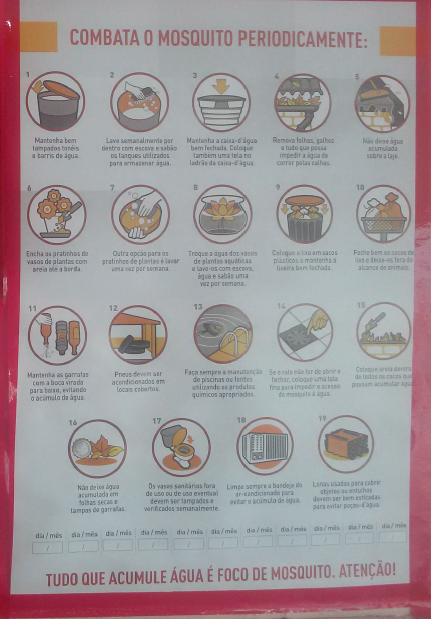 COMBATA O MOSQUITO PERIODICAMENTE:
1
Mantenha bem
tampados tonéis
e barris de água.
2
Lave semanalmente por
dentro com escova e sabão
os tanques utilizados
para armazenar água.
3
Mantenha a caixa-d'água
bem fechada. Coloque
também uma tela no
ladrão da caixa-d'água.
4
Remova folhas, galhos
e tudo que possa
impedir a água de
correr pelas calhas.
5
Não deixe água
acumulada
sobre a laje.
6
Encha os pratinhos de
vasos de plantas com
areia até a borda.
7
Outra opção para os
pratinhos de plantas é lavar
uma vez por semana.
8
Troque a água dos vasos
de plantas aquáticas
e lave-os com escova,
água e sabão uma
vez por semana.
9
Coloque o lixo em sacos
plásticos e mantenha a
lixeira bem fechada.
10
Feche bem os sacos de
lixo e deixe-os fora do
alcance de animais.
11
Mantenha as garrafas
com a boca virada
para baixo, evitando
o acúmulo de água.
12
Pneus devem ser
acondicionados em
locais cobertos.
13
Faça sempre a manutenção
de piscinas ou fontes
utilizando os produtos
químicos apropriados.
14
Se o ralo não for de abrir e
fechar, coloque uma tela
fina para impedir o acesso
do mosquito à água.
15
Coloque areia dentro
de todos os cacos que
possam acumular água.
16
Não deixe água
acumulada em
folhas secas e
tampas de garrafas.
17
Os vasos sanitários fora
de uso ou de uso eventual
devem ser tampados e
verificados semanalmente.
18
Limpe sempre a bandeja do
ar-condicionado para
evitar o acúmulo de água.
19
Lonas usadas para cobrir
objetos ou entulhos
devem ser bem esticadas
para evitar poças-d'água.
dia / mês dia / mês dia / mês dia / mês dia / mês dia / mês dia / mês dia / mês dia / mês dia / mês dia / mês
/ / / / / / / / / / /
TUDO QUE ACUMULE ÁGUA É FOCO DE MOSQUITO. ATENÇÃO!